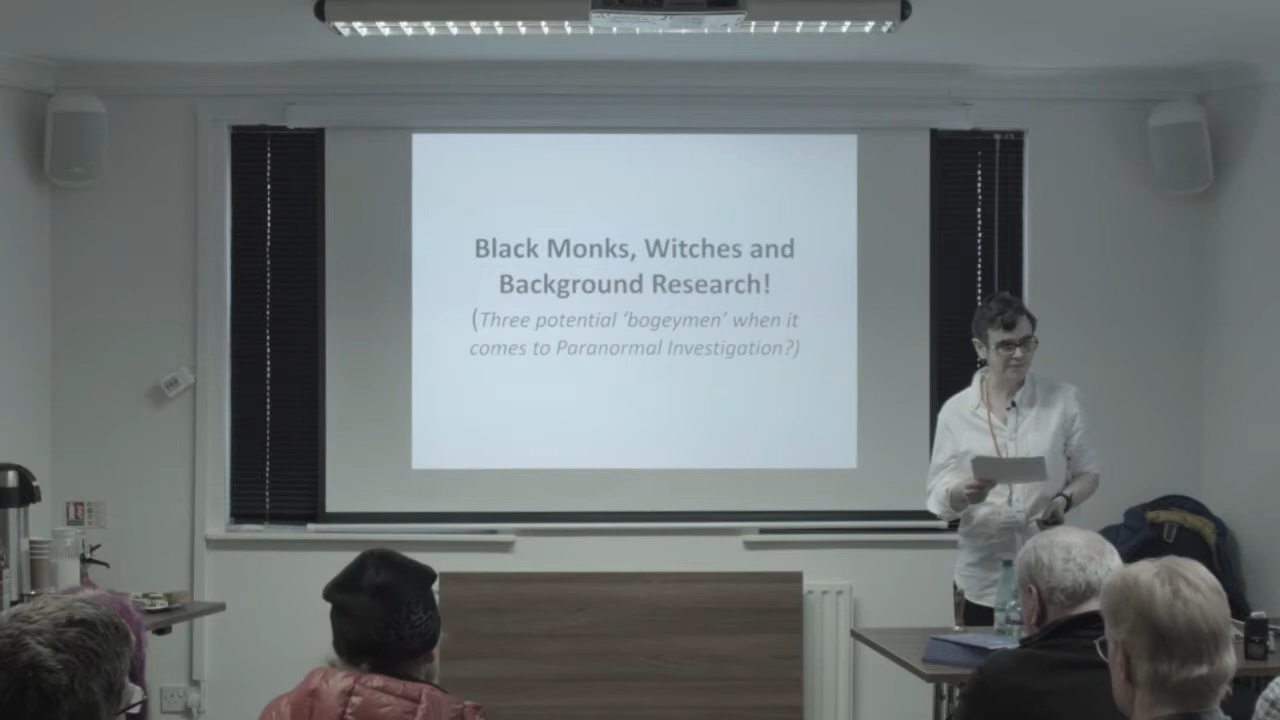 Black Monks, Witches and
Background Research!
(Three potential ‘bogeymen’ when it
comes to Paranormal Investigation?)